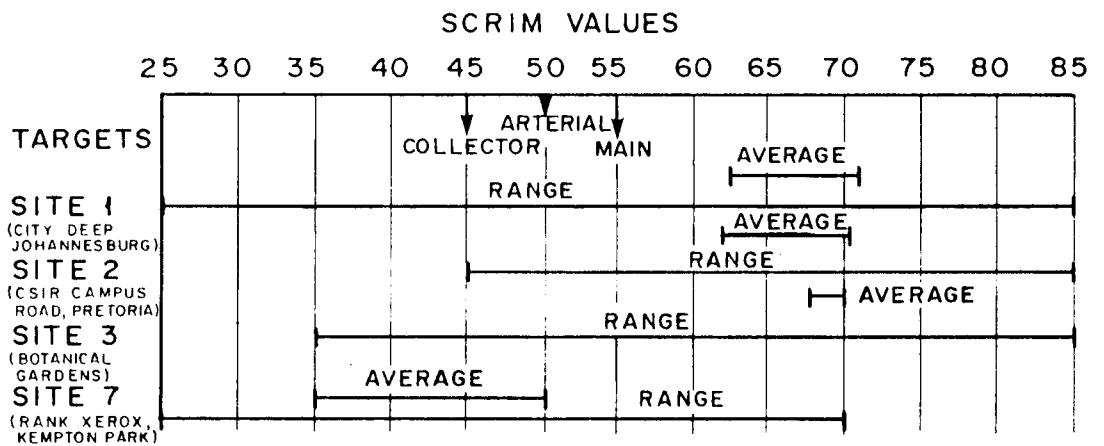 SCRIM VALUES
25 30 35 40 45 50 55 60 65 70 75 80 85
TARGETS
ARTERIAL
COLLECTOR
MAIN
AVERAGE
RANGE
SITE 1
(CITY DEEP
JOHANNESBURG)
AVERAGE
RANGE
SITE 2
(CSIR CAMPUS
ROAD, PRETORIA)
AVERAGE
RANGE
SITE 3
(BOTANICAL
GARDENS)
AVERAGE
RANGE
SITE 7
(RANK XEROX,
KEMPTON PARK)